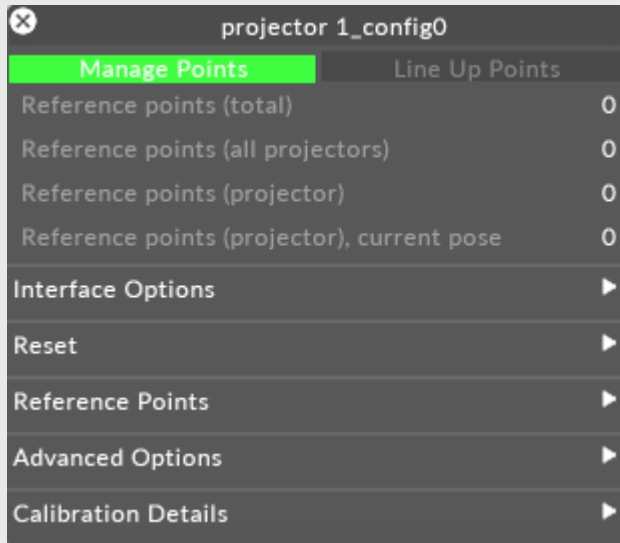 projector 1_config0
Manage Points Line Up Points
Reference points (total) 0
Reference points (all projectors) 0
Reference points (projector) 0
Reference points (projector), current pose 0
Interface Options
Reset
Reference Points
Advanced Options
Calibration Details